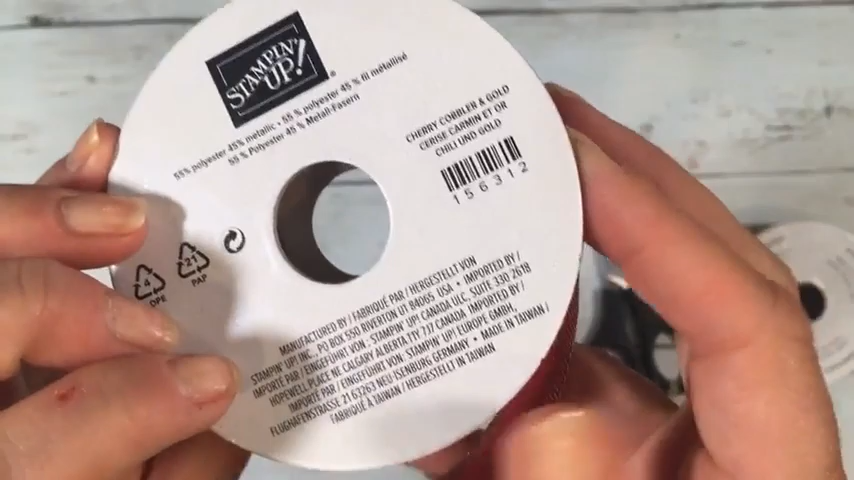 STAMPIN' UP!®
55% polyester 45% metallic • 55 % polyester 45 % fil métallisé
55 % Polyester 45 % Metall-Fasern
CHERRY COBBLER & GOLD
CERISE CARMIN ET OR
CHILI UND GOLD
156312
4
DPE
21
PAP
MANUFACTURED BY / FABRIQUÉ PAR / HERGESTELLT VON
STAMPIN' UP! INC., PO BOX 550 RIVERTON UT 84065 USA • IMPORTED BY /
IMPORTÉ PAR / EINGEFÜHRT VON: STAMPIN' UP! CANADA ULC, SUITE 330, 2618
HOPEWELL PLACE NE CALGARY ALBERTA T1Y 7J7 CANADA IMPORTED BY /
IMPORTÉ PAR / EINGEFÜHRT VON: STAMPIN' UP! EUROPE GMBH,
FLUGHAFENSTRASSE 21 63263 NEU-ISENBURG GERMANY • MADE IN TAIWAN /
FABRIQUÉ À TAIWAN / HERGESTELLT IN TAIWAN